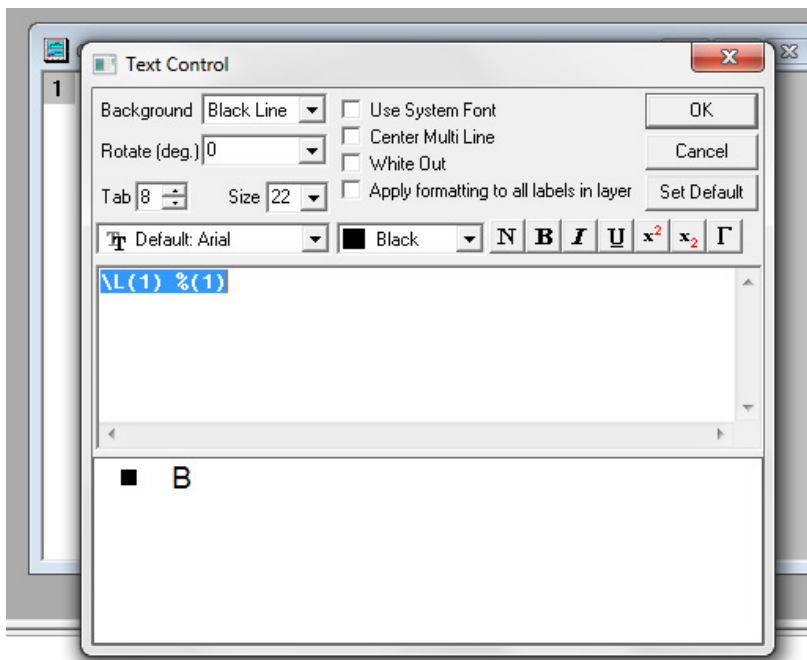 1
Text Control
Background Black Line
Use System Font
Center Multi Line
Rotate (deg.) 0
White Out
Tab 8
Size 22
Apply formatting to all labels in layer
OK
Cancel
Set Default
Default: Arial
Black
N B I U x² x₂ Γ
\L(1) %(1)
B